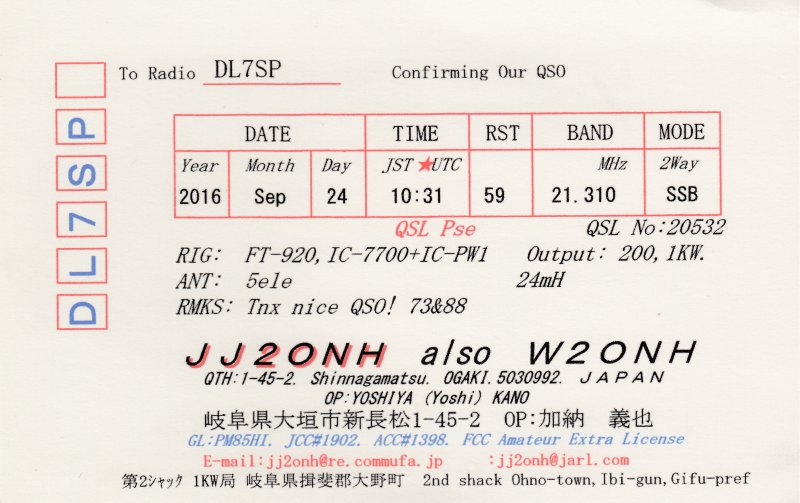 To Radio DL7SP Confirming Our QSO
DL7SP
DATE TIME RST BAND MODE
Year Month Day JST★UTC MHz 2Way
2016 Sep 24 10:31 59 21.310 SSB
QSL Pse QSL No:20532
RIG: FT-920,IC-7700+IC-PW1 Output: 200,1KW.
ANT: 5ele 24mH
RMKS: Tnx nice QSO! 73&88
JJ2ONH also W2ONH
QTH:1-45-2. Shinnagamatsu. OGAKI.5030992. JAPAN
OP:YOSHIYA (Yoshi) KANO
岐阜県大垣市新長松1-45-2 OP:加納 義也
GL:PM85HI. JCC#1902. ACC#1398. FCC Amateur Extra License
E-mail:jj2onh@re.commufa.jp :jj2onh@jarl.com
第2シャック 1KW局 岐阜県揖斐郡大野町 2nd shack Ohno-town,Ibi-gun,Gifu-pref